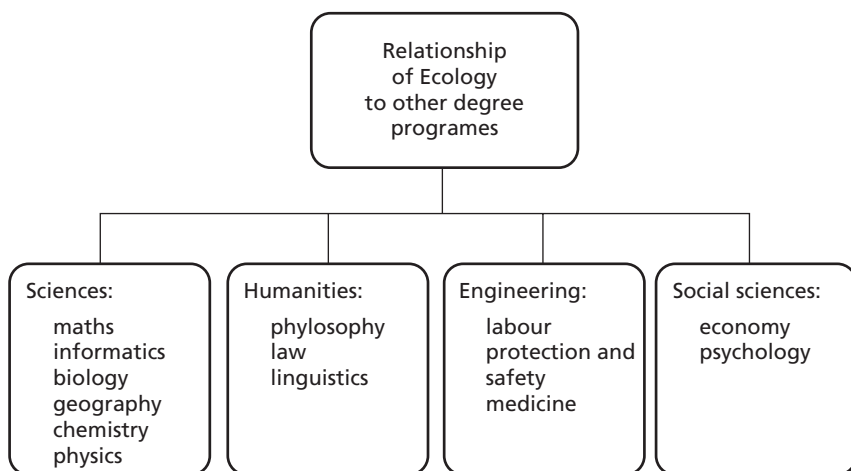 Relationship
of Ecology
to other degree
programes
Sciences:
maths
informatics
biology
geography
chemistry
physics
Humanities:
phylosophy
law
linguistics
Engineering:
labour
protection and
safety
medicine
Social sciences:
economy
psychology